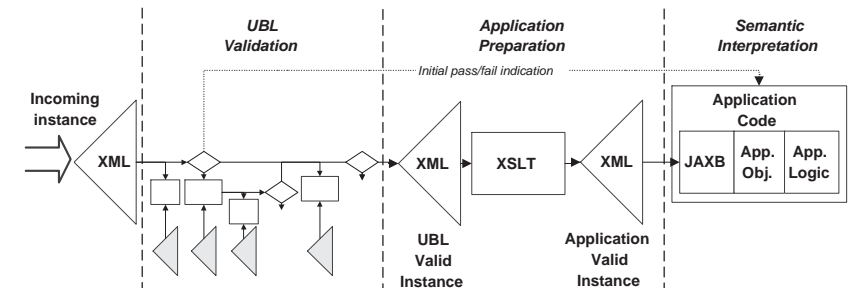 UBL
Validation
Application
Preparation
Semantic
Interpretation
Initial pass/fail indication
Incoming
instance
XML
XML
XSLT
XML
Application
Code
JAXB
App.
Obj.
App.
Logic
UBL
Valid
Instance
Application
Valid
Instance